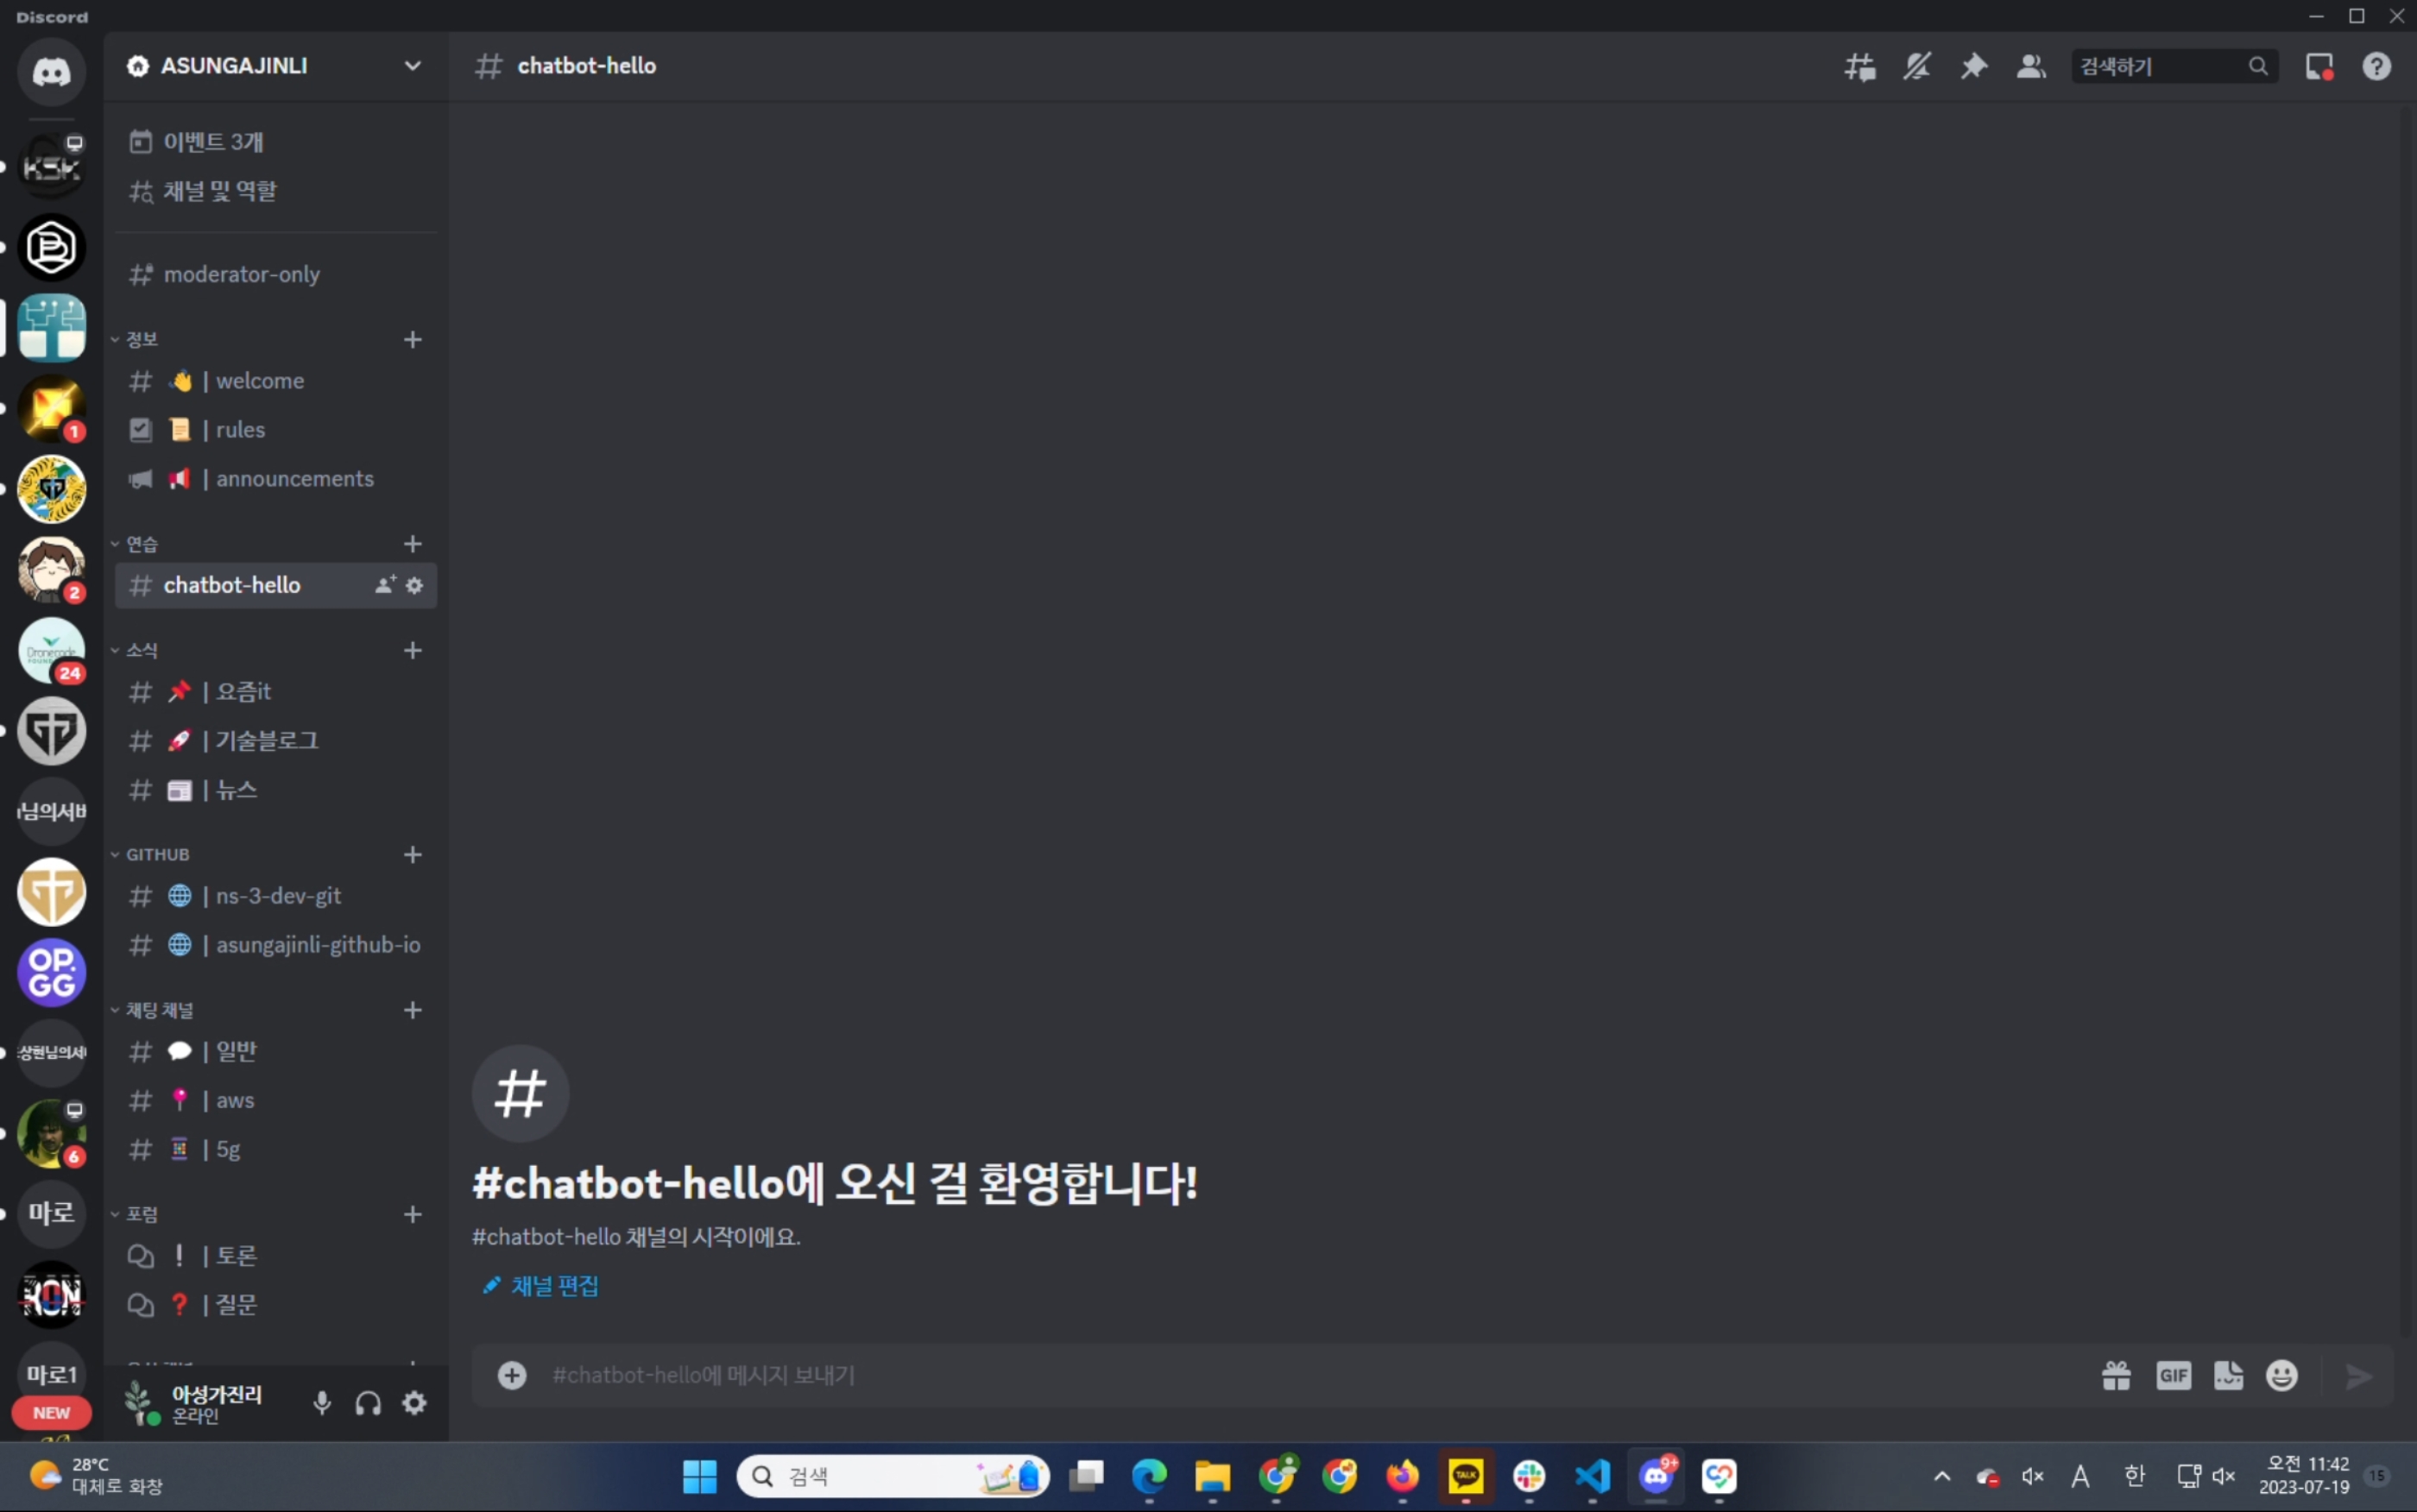 Discord
ASUNGAJINLI
chatbot-hello
검색하기
이벤트 3개
채널 및 역할
moderator-only
정보
| welcome
| rules
| announcements
연습
chatbot-hello
소식
| 요즘it
| 기술블로그
| 뉴스
GITHUB
| ns-3-dev-git
| asungajinli-github-io
채팅 채널
| 일반
| aws
| 5g
포럼
| 토론
| 질문
KSK
1
2
Dronecode
24
님의서버
OP.
GG
상현님의서
6
마로
KON
마로1
NEW
아성가진리
온라인
#chatbot-hello에 오신 걸 환영합니다!
#chatbot-hello 채널의 시작이에요.
채널 편집
#chatbot-hello에 메시지 보내기
GIF
28°C
대체로 화창
검색
TALK
9+
A
한
오전 11:42
2023-07-19
15